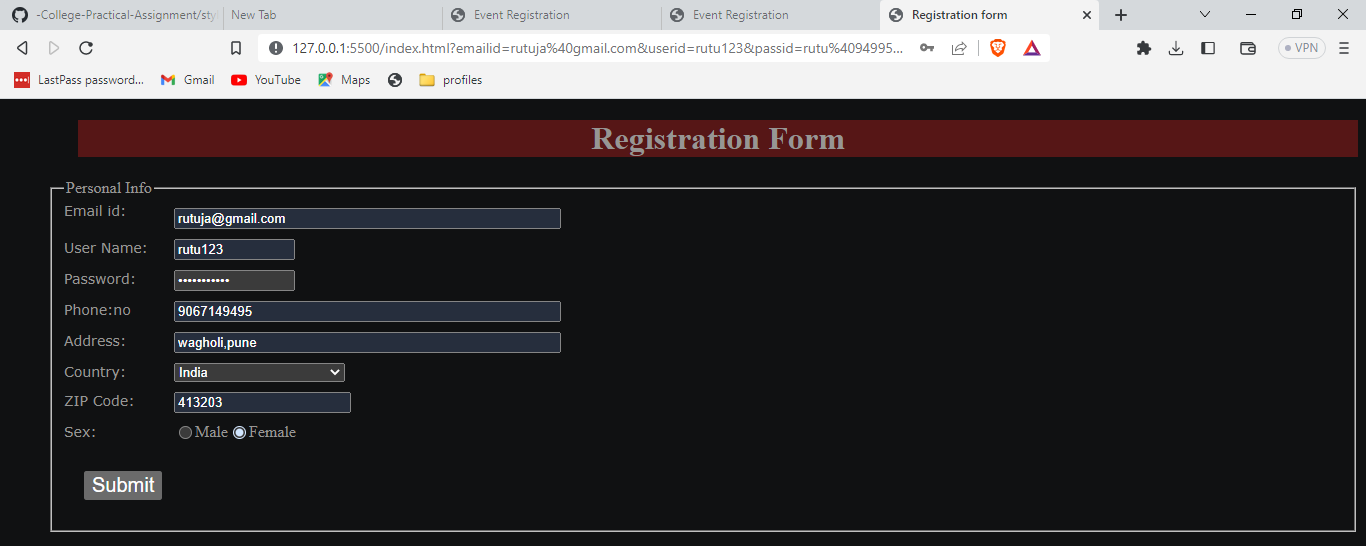 -College-Practical-Assignment/sty
New Tab
Event Registration
Event Registration
Registration form
127.0.0.1:5500/index.html?emailid=rutuja%40gmail.com&userid=rutu123&passid=rutu%4094995...
VPN
LastPass password...
Gmail
YouTube
Maps
profiles
Registration Form
Personal Info
Email id: rutuja@gmail.com
User Name: rutu123
Password: •••••••••••
Phone:no 9067149495
Address: wagholi,pune
Country: India
ZIP Code: 413203
Sex: Male Female
Submit